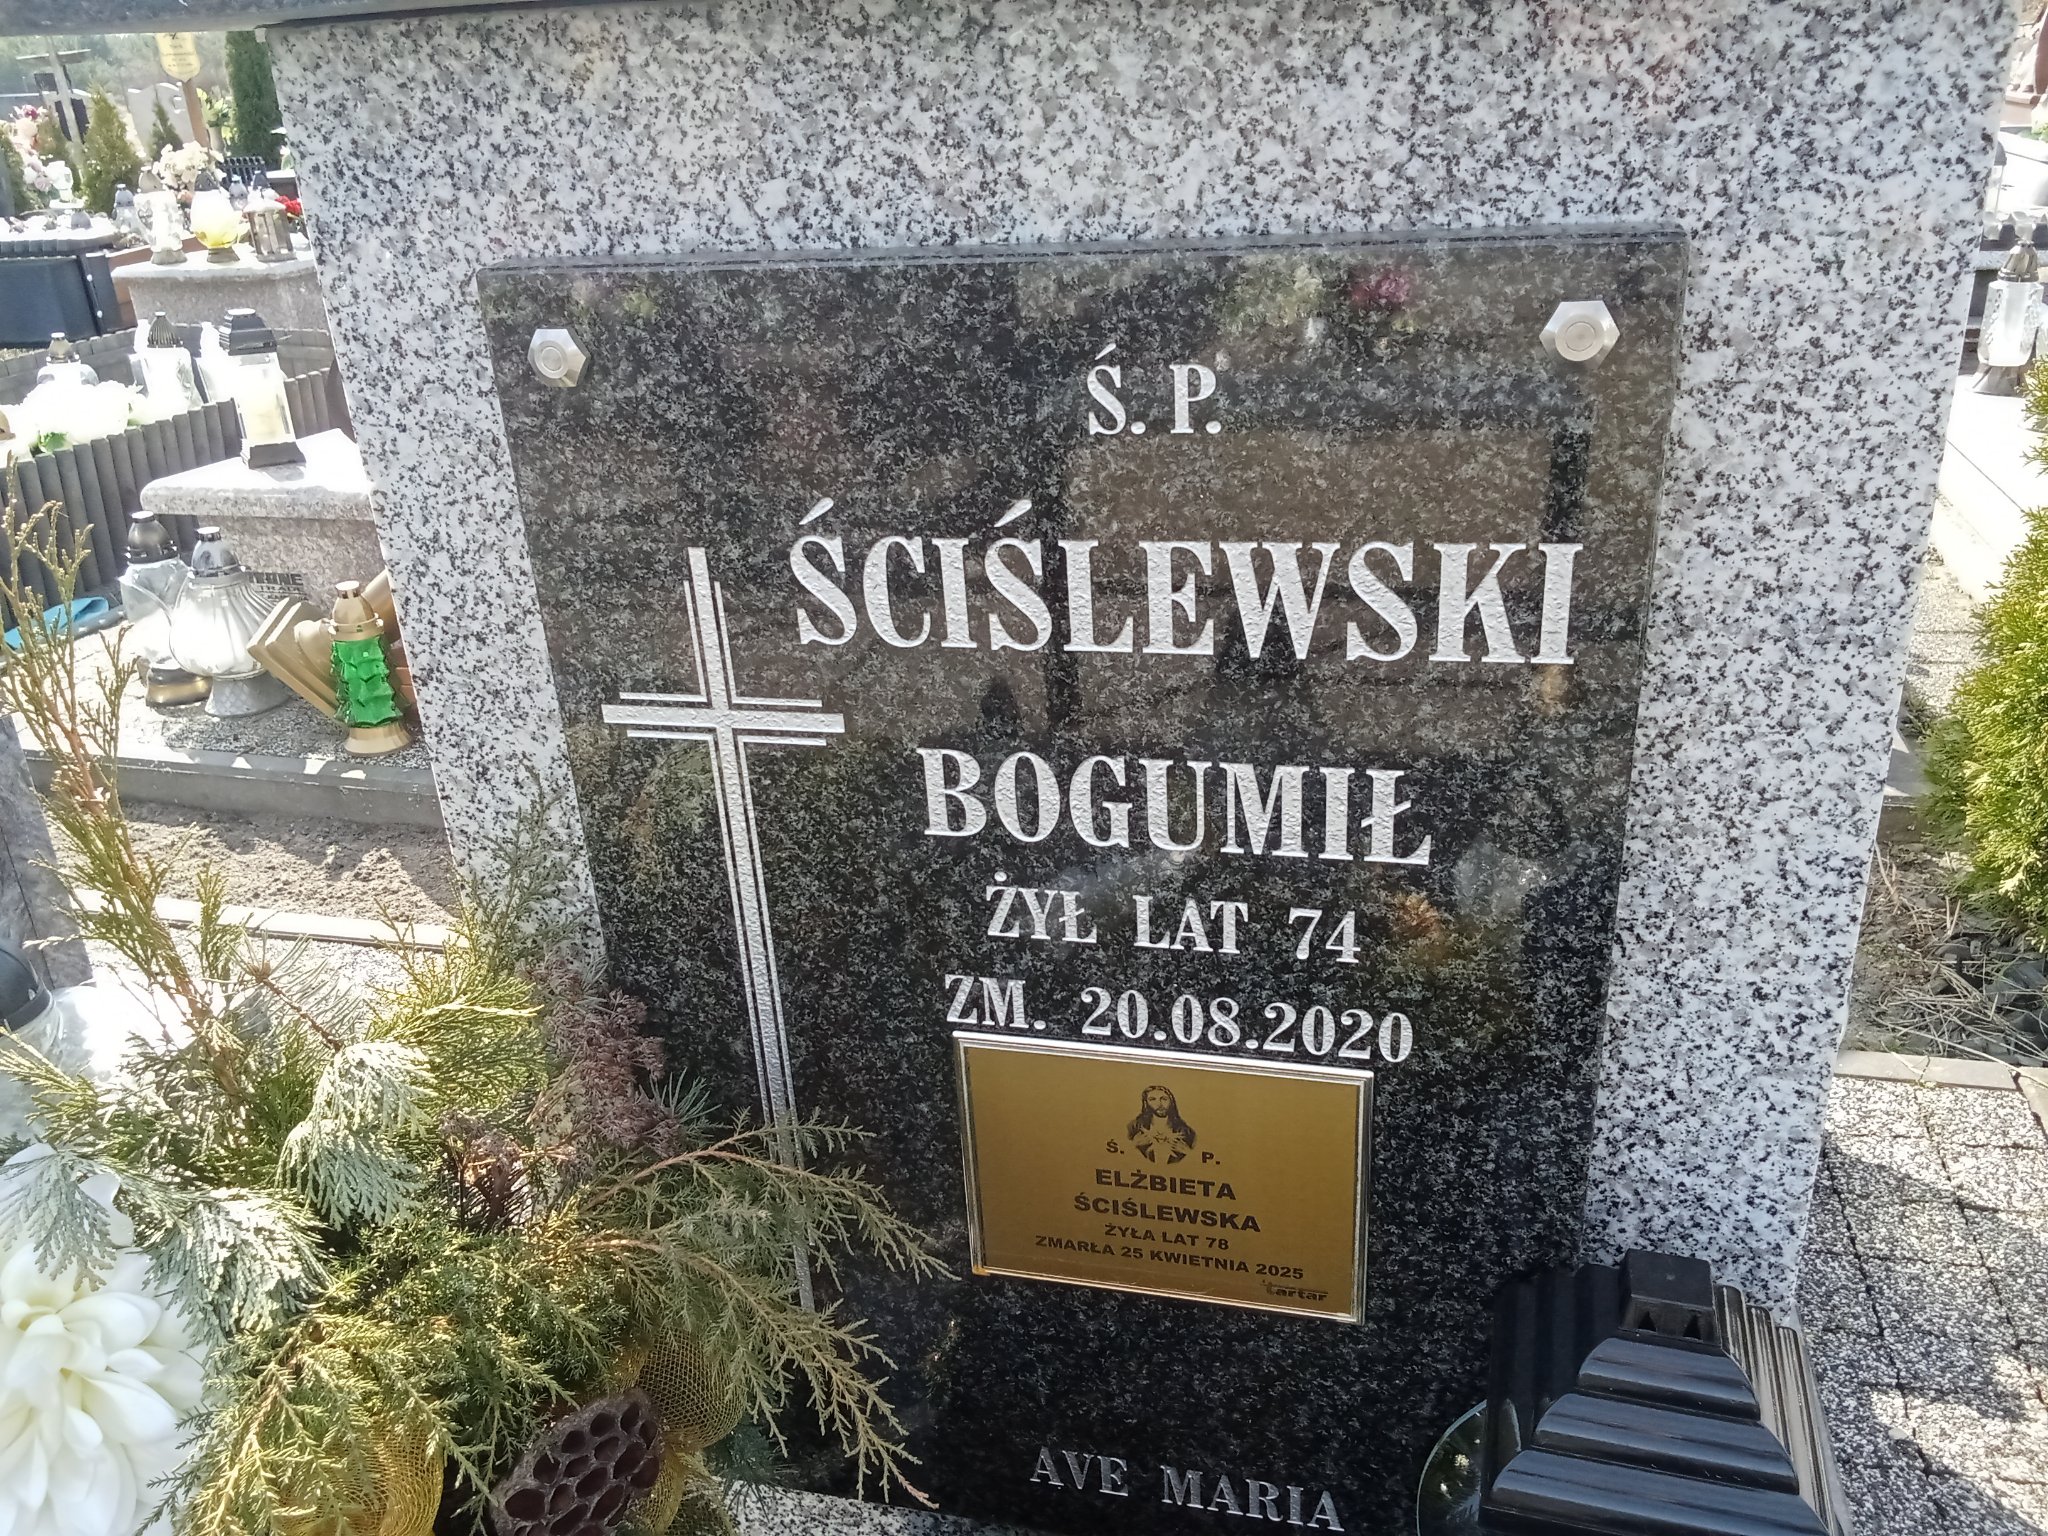 Ś. P.
ŚCIŚLEWSKI
BOGUMIŁ
ŻYŁ LAT 74
ZM. 20.08.2020
Ś. P.
ELŻBIETA
ŚCIŚLEWSKA
ŻYŁA LAT 78
ZMARŁA 25 KWIETNIA 2025
tartar
AVE MARIA